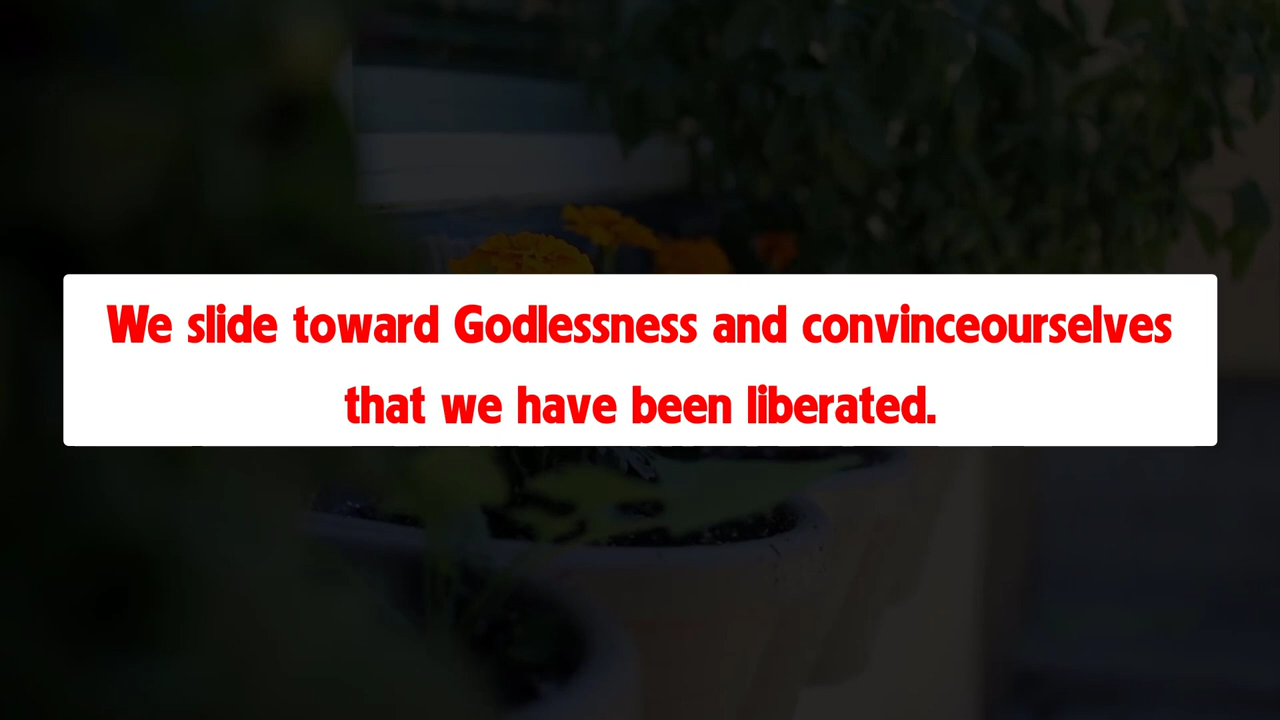 We slide toward Godlessness and convinceourselves
that we have been liberated.